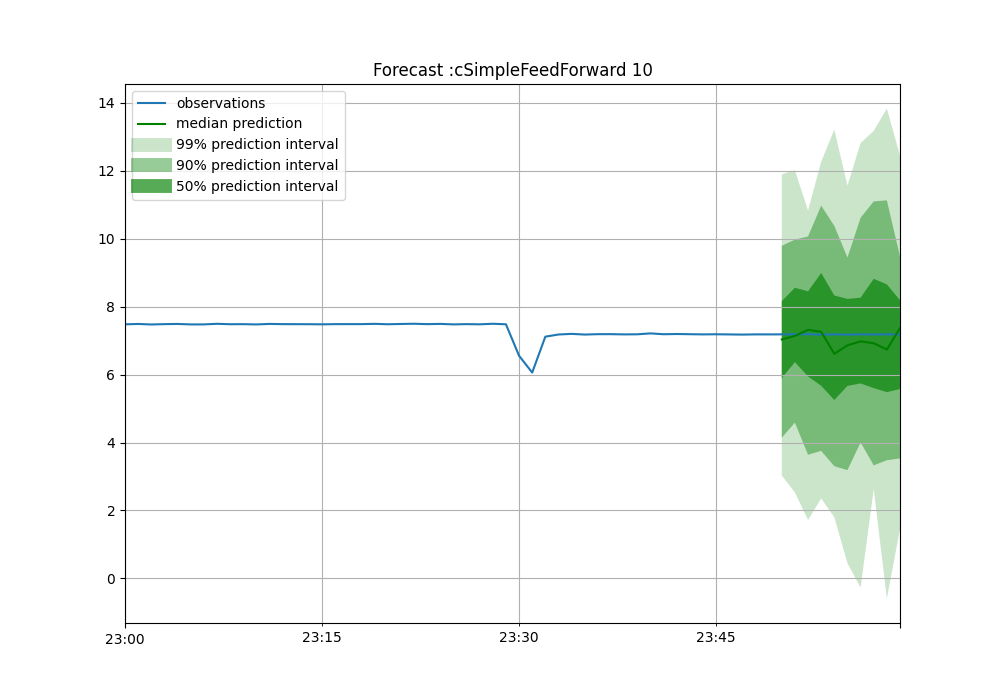 Forecast :cSimpleFeedForward 10
observations
median prediction
99% prediction interval
90% prediction interval
50% prediction interval
14
12
10
8
6
4
2
0
23:00
23:15
23:30
23:45